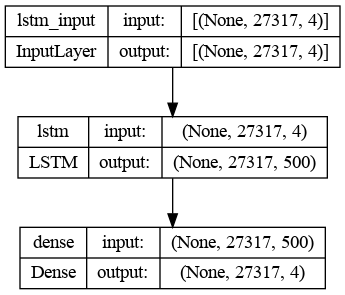 lstm_input input: [(None, 27317, 4)]
InputLayer output: [(None, 27317, 4)]
lstm input: (None, 27317, 4)
LSTM output: (None, 27317, 500)
dense input: (None, 27317, 500)
Dense output: (None, 27317, 4)